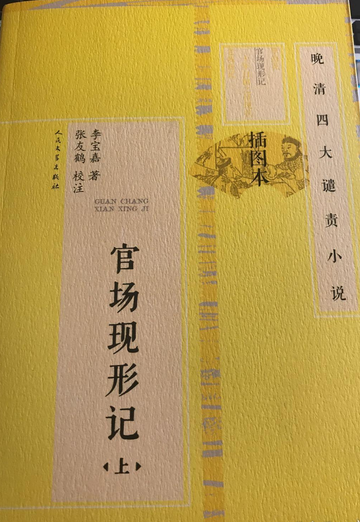 晚清四大谴责小说
官场现形记
插图本
李宝嘉 著
张友鹤 校注
人民文学出版社
GUAN CHANG
XIAN XING JI
官场现形记
上